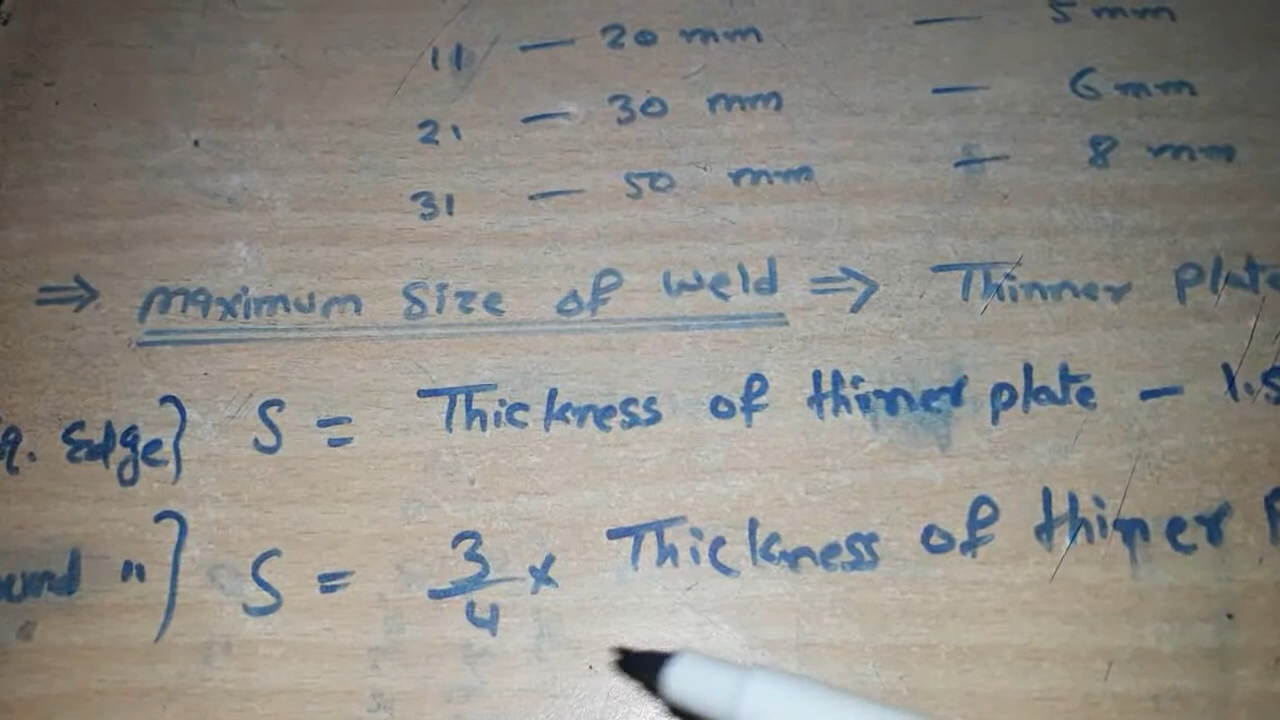 11 — 20 mm — 5 mm
21 — 30 mm — 6 mm
31 — 50 mm — 8 mm
⇒ Maximum Size of weld ⇒ Thinner Plate
q. Edge} S = Thickness of thinner plate — 1.5
ound "} S = 3/4 × Thickness of thinner P